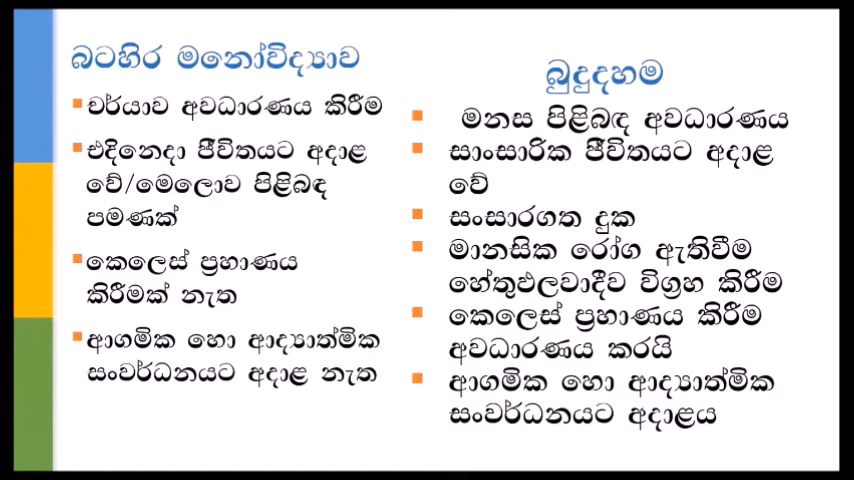 බටහිර මනෝවිද්‍යාව
චර්යාව අවධාරණය කිරීම
එදිනෙදා ජීවිතයට අදාළ
වේ/මෙලොව පිළිබඳ
පමණක්
කෙලෙස් ප්‍රහාණය
කිරීමක් නැත
ආගමික හො ආද්‍යාත්මික
සංවර්ධනයට අදාළ නැත
බුදුදහම
මනස පිළිබඳ අවධාරණය
සාංසාරික ජීවිතයට අදාළ
වේ
සංසාරගත දුක
මානසික රෝග ඇතිවීම
හේතුඵලවාදීව විග්‍රහ කිරීම
කෙලෙස් ප්‍රහාණය කිරීම
අවධාරණය කරයි
ආගමික හො ආද්‍යාත්මික
සංවර්ධනයට අදාළය